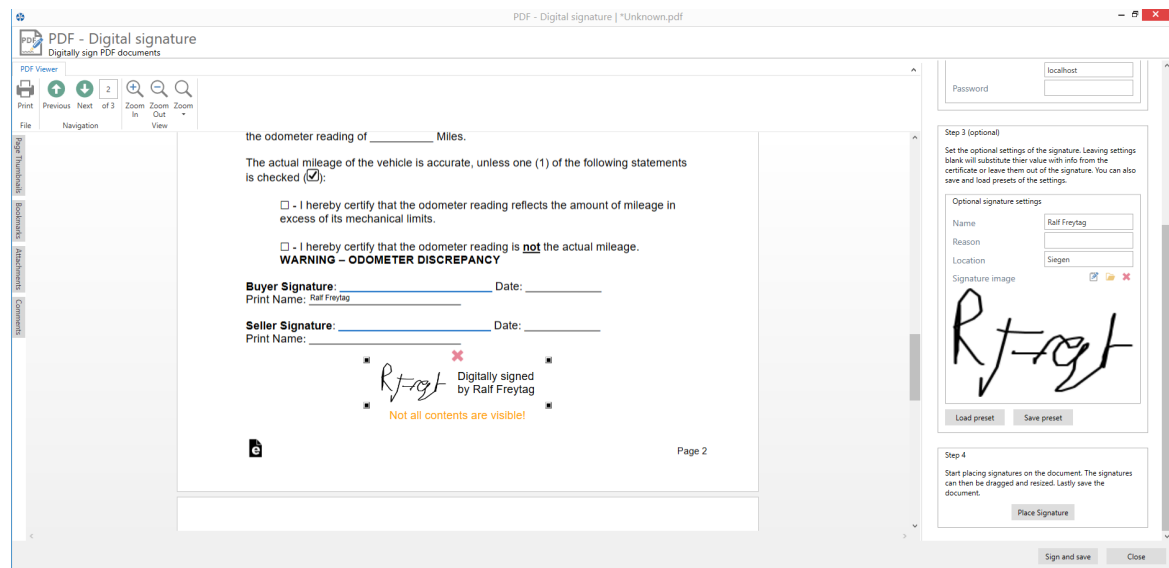 PDF - Digital signature | *Unknown.pdf
PDF - Digital signature
Digitally sign PDF documents
PDF Viewer
Print
Previous
Next
2
of 3
Zoom In
Zoom Out
Zoom
File
Navigation
View
Page Thumbnails
Bookmarks
Attachments
Comments
the odometer reading of __________ Miles.
The actual mileage of the vehicle is accurate, unless one (1) of the following statements
is checked (☑):
☐ - I hereby certify that the odometer reading reflects the amount of mileage in
excess of its mechanical limits.
☐ - I hereby certify that the odometer reading is not the actual mileage.
WARNING – ODOMETER DISCREPANCY
Buyer Signature: ________________________ Date: ____________
Print Name: Ralf Freytag
Seller Signature: ________________________ Date: ____________
Print Name: ________________________
Digitally signed
by Ralf Freytag
Not all contents are visible!
Page 2
localhost
Password
Step 3 (optional)
Set the optional settings of the signature. Leaving settings
blank will substitute thier value with info from the
certificate or leave them out of the signature. You can also
save and load presets of the settings.
Optional signature settings
Name
Ralf Freytag
Reason
Location
Siegen
Signature image
Load preset
Save preset
Step 4
Start placing signatures on the document. The signatures
can then be dragged and resized. Lastly save the
document.
Place Signature
Sign and save
Close